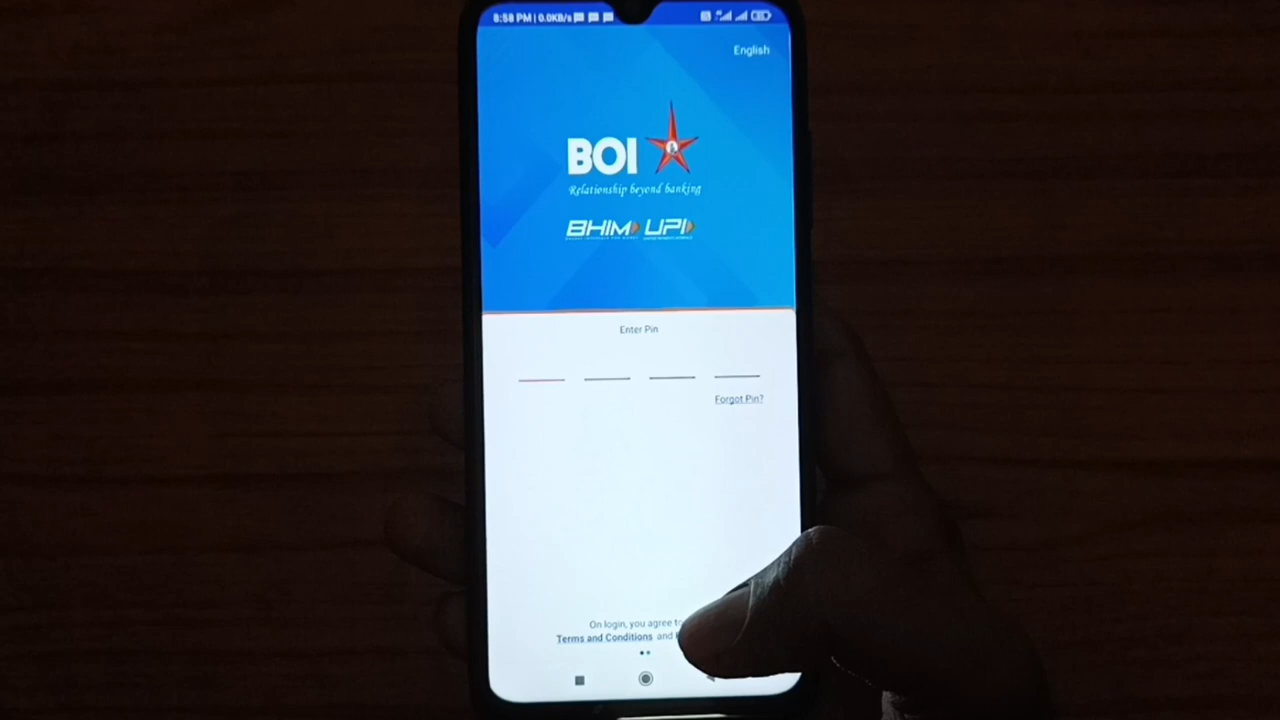 8:58 PM | 0.0KB/s
English
BOI
Relationship beyond banking
BHIM UPI
Enter Pin
Forgot Pin?
On login, you agree to
Terms and Conditions and